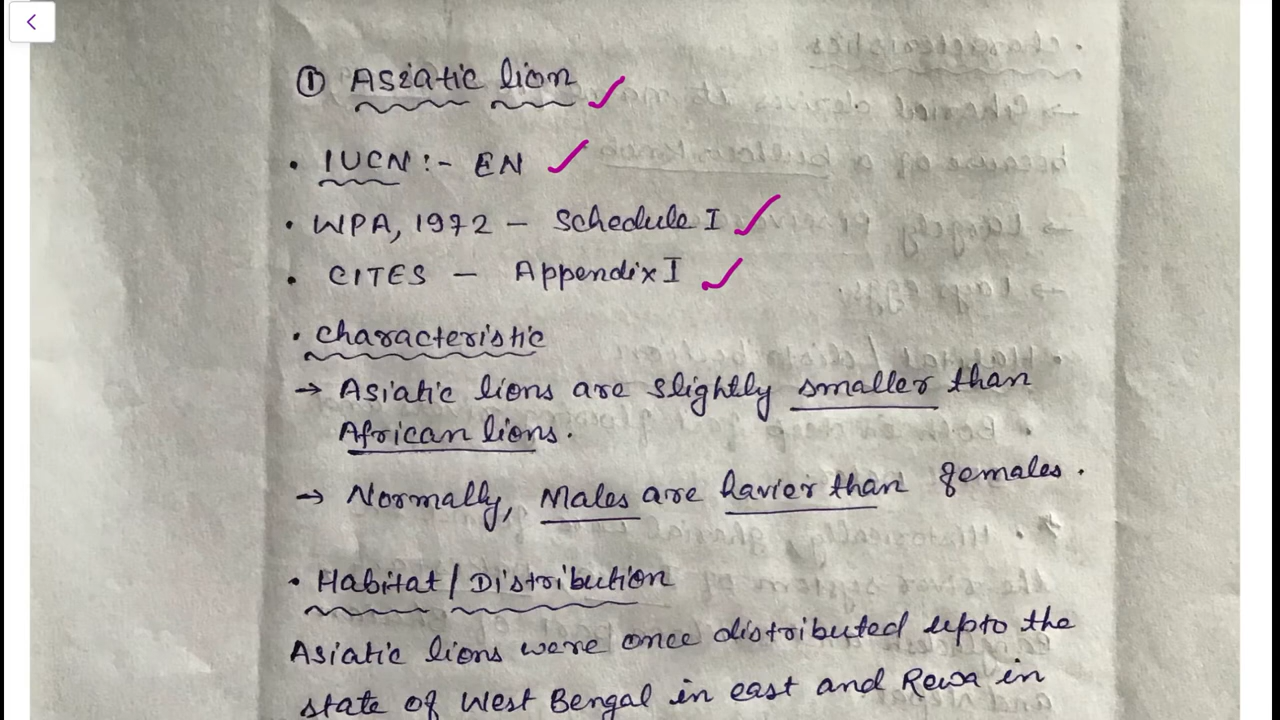 ① Asiatic lion
• IUCN :- EN
• WPA, 1972 - Schedule I
• CITES - Appendix I
• characteristic
→ Asiatic lions are slightly smaller than
African lions.
→ Normally, Males are havier than females.
• Habitat / Distribution
Asiatic lions were once distributed upto the
state of West Bengal in east and Rewa in